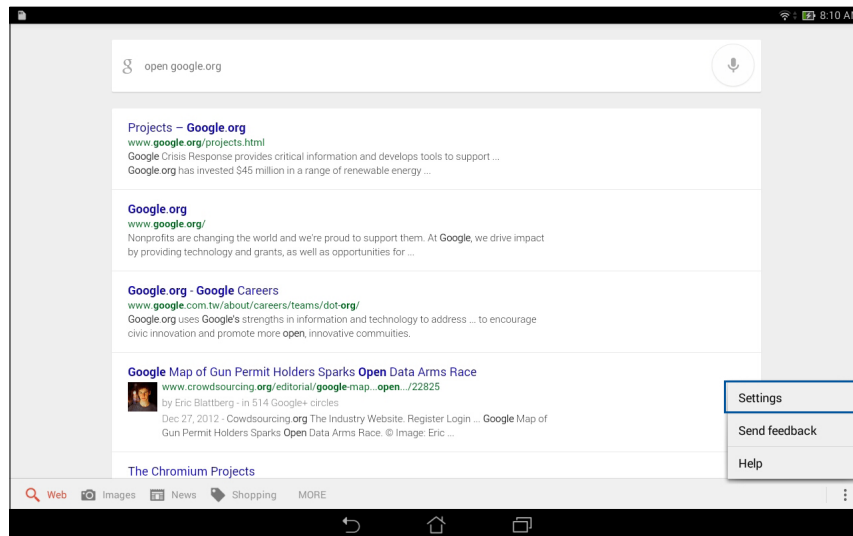 8:10 AM
g open google.org
Projects – Google.org
www.google.org/projects.html
Google Crisis Response provides critical information and develops tools to support ...
Google.org has invested $45 million in a range of renewable energy ...
Google.org
www.google.org/
Nonprofits are changing the world and we're proud to support them. At Google, we drive impact
by providing technology and grants, as well as opportunities for ...
Google.org - Google Careers
www.google.com.tw/about/careers/teams/dot-org/
Google.org uses Google's strengths in information and technology to address ... to encourage
civic innovation and promote more open, innovative commuities.
Google Map of Gun Permit Holders Sparks Open Data Arms Race
www.crowdsourcing.org/editorial/google-map...open.../22825
by Eric Blattberg - in 514 Google+ circles
Dec 27, 2012 - Cowdsourcing.org The Industry Website. Register Login ... Google Map of
Gun Permit Holders Sparks Open Data Arms Race. © Image: Eric ...
The Chromium Projects
Settings
Send feedback
Help
Web Images News Shopping MORE